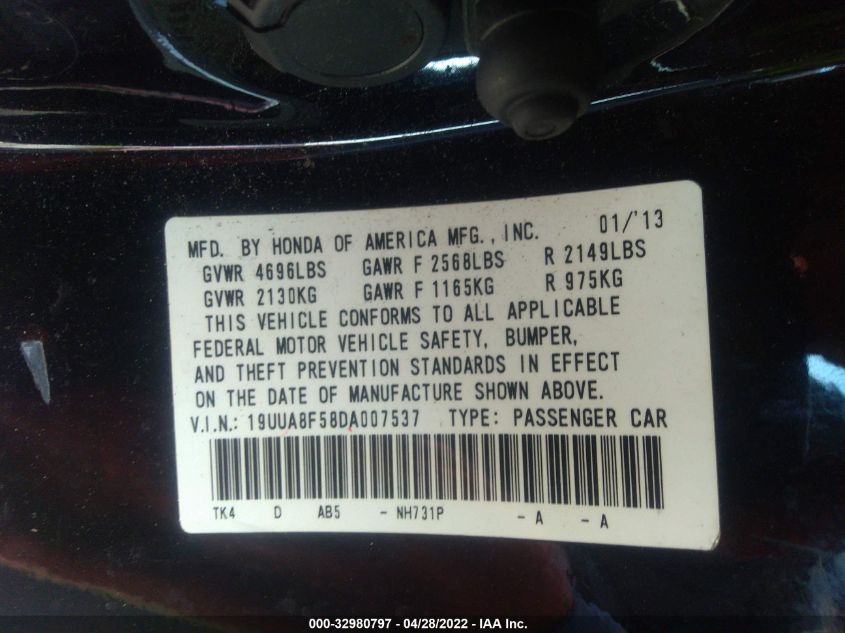 MFD. BY HONDA OF AMERICA MFG., INC. 01/'13
GVWR 4696LBS GAWR F 2568LBS R 2149LBS
GVWR 2130KG GAWR F 1165KG R 975KG
THIS VEHICLE CONFORMS TO ALL APPLICABLE
FEDERAL MOTOR VEHICLE SAFETY, BUMPER,
AND THEFT PREVENTION STANDARDS IN EFFECT
ON THE DATE OF MANUFACTURE SHOWN ABOVE.
V.I.N.: 19UUA8F58DA007537 TYPE: PASSENGER CAR
TK4 D AB5 - NH731P - A - A
000-32980797 - 04/28/2022 - IAA Inc.